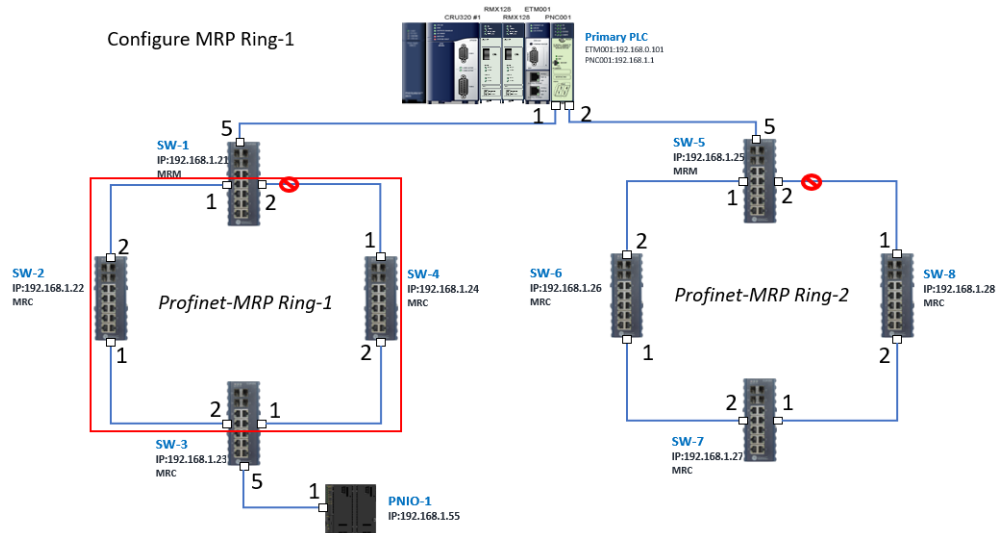 Configure MRP Ring-1
RMX128 ETM001
CRU320 #1 RMX128 PNC001
Primary PLC
ETM001:192.168.0.101
PNC001:192.168.1.1
1
2
5
SW-1
IP:192.168.1.21
MRM
1
2
5
SW-5
IP:192.168.1.25
MRM
1
2
2
SW-2
IP:192.168.1.22
MRC
1
Profinet-MRP Ring-1
1
SW-4
IP:192.168.1.24
MRC
2
2
SW-6
IP:192.168.1.26
MRC
1
Profinet-MRP Ring-2
1
SW-8
IP:192.168.1.28
MRC
2
2
1
SW-3
IP:192.168.1.23
MRC
5
2
1
SW-7
IP:192.168.1.27
MRC
1
PNIO-1
IP:192.168.1.55